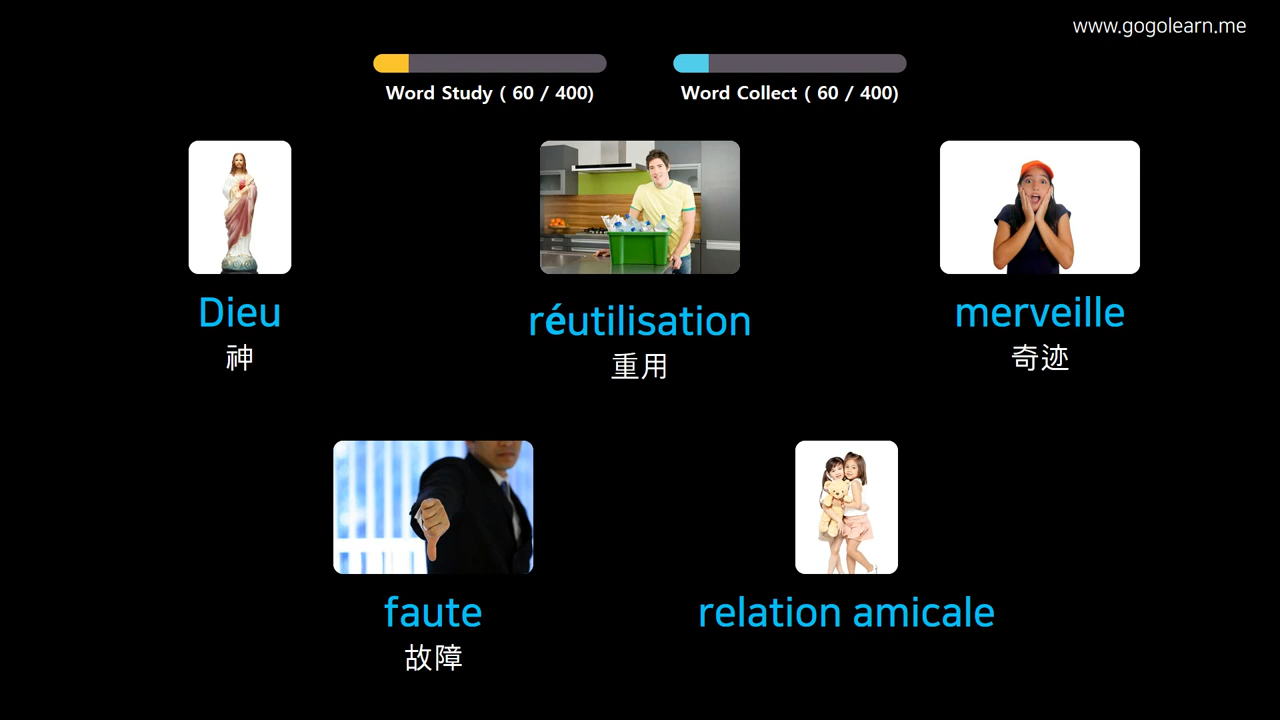 www.gogolearn.me
Word Study ( 60 / 400)
Word Collect ( 60 / 400)
Dieu
神
réutilisation
重用
merveille
奇迹
faute
故障
relation amicale